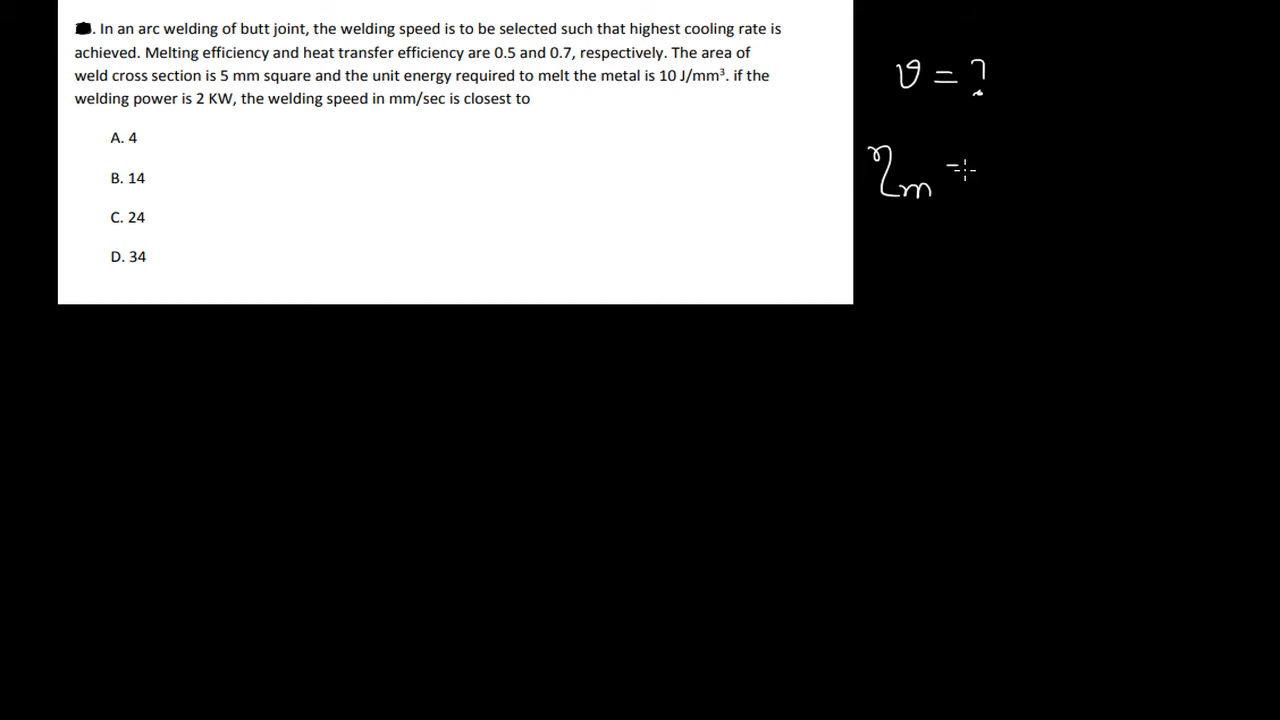 . In an arc welding of butt joint, the welding speed is to be selected such that highest cooling rate is
achieved. Melting efficiency and heat transfer efficiency are 0.5 and 0.7, respectively. The area of
weld cross section is 5 mm square and the unit energy required to melt the metal is 10 J/mm³. if the
welding power is 2 KW, the welding speed in mm/sec is closest to
A. 4
B. 14
C. 24
D. 34
ϑ = ?
ηm =